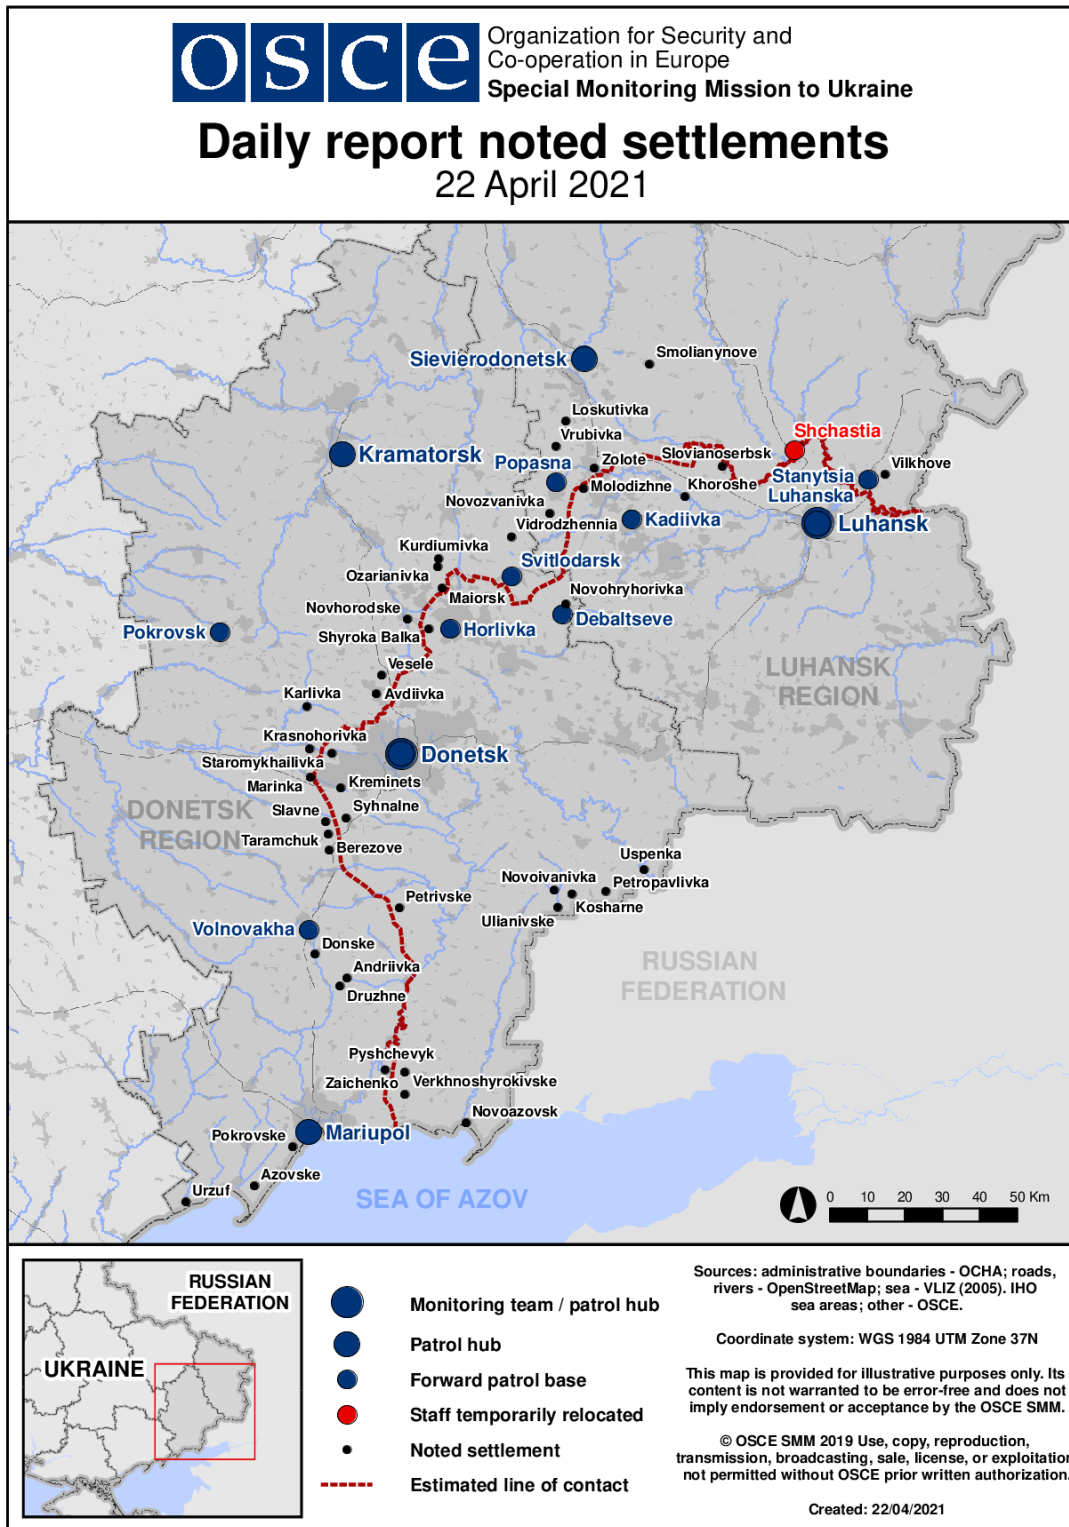 osce
Organization for Security and
Co-operation in Europe
Special Monitoring Mission to Ukraine
Daily report noted settlements
22 April 2021
Sievierodonetsk
Smolianynove
Loskutivka
Shchastia
Vrubivka
Kramatorsk
Zolote
Slovianoserbsk
Popasna
Stanytsia
Luhanska
Vilkhove
Molodizhne
Khoroshe
Novozvanivka
Vidrodzhennia
Kadiivka
Luhansk
Kurdiumivka
Svitlodarsk
Ozarianivka
Maiorsk
Novohryhorivka
Novhorodske
Debaltseve
Pokrovsk
Shyroka Balka
Horlivka
Vesele
LUHANSK
REGION
Karlivka
Avdiivka
Krasnohorivka
Donetsk
Staromykhailivka
Marinka
Kreminets
DONETSK
REGION
Slavne
Syhnalne
Taramchuk
Berezove
Uspenka
Novoivanivka
Petropavlivka
Petrivske
Ulianivske
Kosharne
Volnovakha
Donske
Andriivka
RUSSIAN
FEDERATION
Druzhne
Pyshchevyk
Zaichenko
Verkhnoshyrokivske
Novoazovsk
Pokrovske
Mariupol
Azovske
Urzuf
SEA OF AZOV
0 10 20 30 40 50 Km
RUSSIAN
FEDERATION
UKRAINE
Monitoring team / patrol hub
Patrol hub
Forward patrol base
Staff temporarily relocated
Noted settlement
Estimated line of contact
Sources: administrative boundaries - OCHA; roads,
rivers - OpenStreetMap; sea - VLIZ (2005). IHO
sea areas; other - OSCE.
Coordinate system: WGS 1984 UTM Zone 37N
This map is provided for illustrative purposes only. Its
content is not warranted to be error-free and does not
imply endorsement or acceptance by the OSCE SMM.
© OSCE SMM 2019 Use, copy, reproduction,
transmission, broadcasting, sale, license, or exploitation
not permitted without OSCE prior written authorization.
Created: 22/04/2021